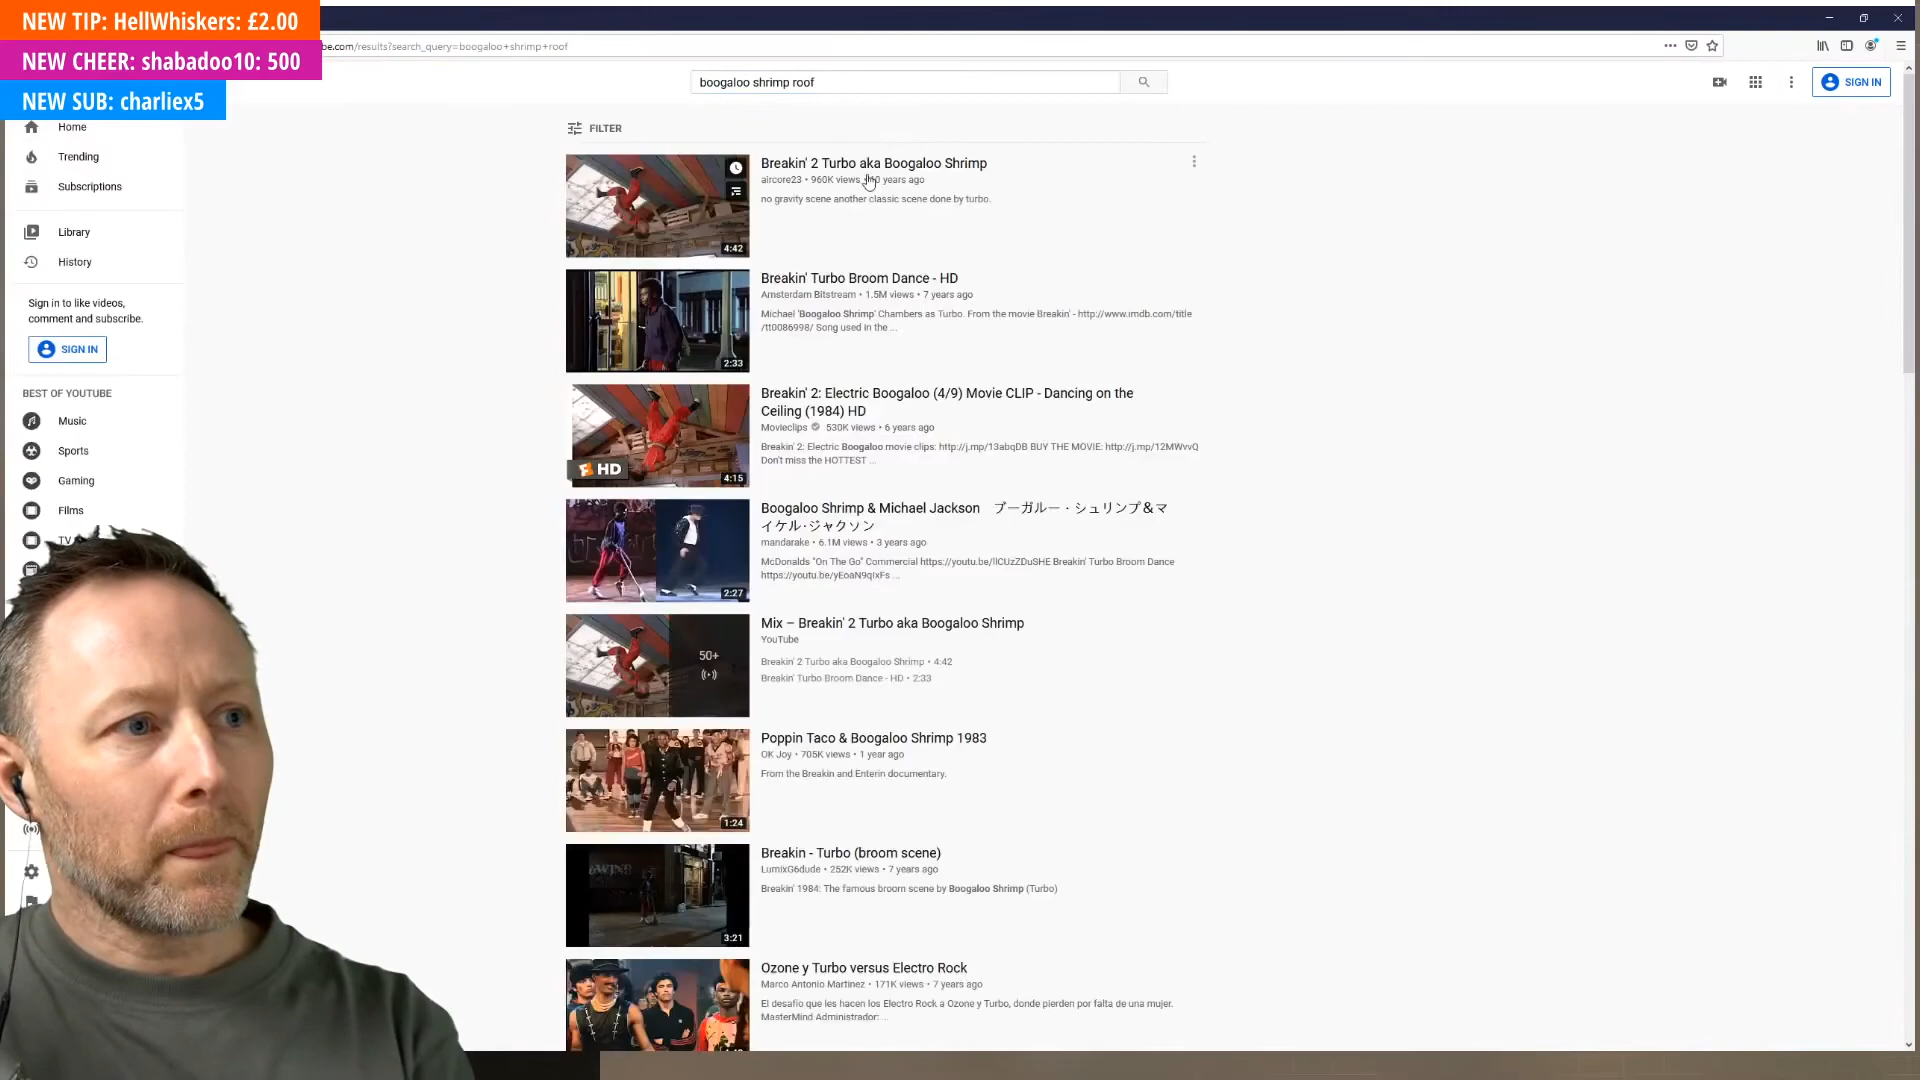 NEW TIP: HellWhiskers: £2.00
NEW CHEER: shabadoo10: 500
NEW SUB: charliex5
be.com/results?search_query=boogaloo+shrimp+roof
boogaloo shrimp roof
SIGN IN
Home
Trending
Subscriptions
Library
History
Sign in to like videos,
comment and subscribe.
SIGN IN
BEST OF YOUTUBE
Music
Sports
Gaming
Films
TV
FILTER
Breakin' 2 Turbo aka Boogaloo Shrimp
aircore23 • 960K views • 10 years ago
no gravity scene another classic scene done by turbo.
4:42
Breakin' Turbo Broom Dance - HD
Amsterdam Bitstream • 1.5M views • 7 years ago
Michael 'Boogaloo Shrimp' Chambers as Turbo. From the movie Breakin' - http://www.imdb.com/title
/tt0086998/ Song used in the ...
2:33
Breakin' 2: Electric Boogaloo (4/9) Movie CLIP - Dancing on the
Ceiling (1984) HD
Movieclips 530K views • 6 years ago
Breakin' 2: Electric Boogaloo movie clips: http://j.mp/13abqDB BUY THE MOVIE: http://j.mp/12MWvvQ
Don't miss the HOTTEST ...
HD
4:15
Boogaloo Shrimp & Michael Jackson ブーガルー・シュリンプ＆マ
イケル・ジャクソン
mandarake • 6.1M views • 3 years ago
McDonalds "On The Go" Commercial https://youtu.be/llCUzZDuSHE Breakin' Turbo Broom Dance
https://youtu.be/yEoaN9qIxFs ...
2:27
Mix – Breakin' 2 Turbo aka Boogaloo Shrimp
YouTube
50+
Breakin' 2 Turbo aka Boogaloo Shrimp • 4:42
Breakin' Turbo Broom Dance - HD • 2:33
Poppin Taco & Boogaloo Shrimp 1983
OK Joy • 705K views • 1 year ago
From the Breakin and Enterin documentary.
1:24
Breakin - Turbo (broom scene)
LumixG6dude • 252K views • 7 years ago
Breakin' 1984: The famous broom scene by Boogaloo Shrimp (Turbo)
3:21
Ozone y Turbo versus Electro Rock
Marco Antonio Martinez • 171K views • 7 years ago
El desafio que les hacen los Electro Rock a Ozone y Turbo, donde pierden por falta de una mujer.
MasterMind Administrador: ...